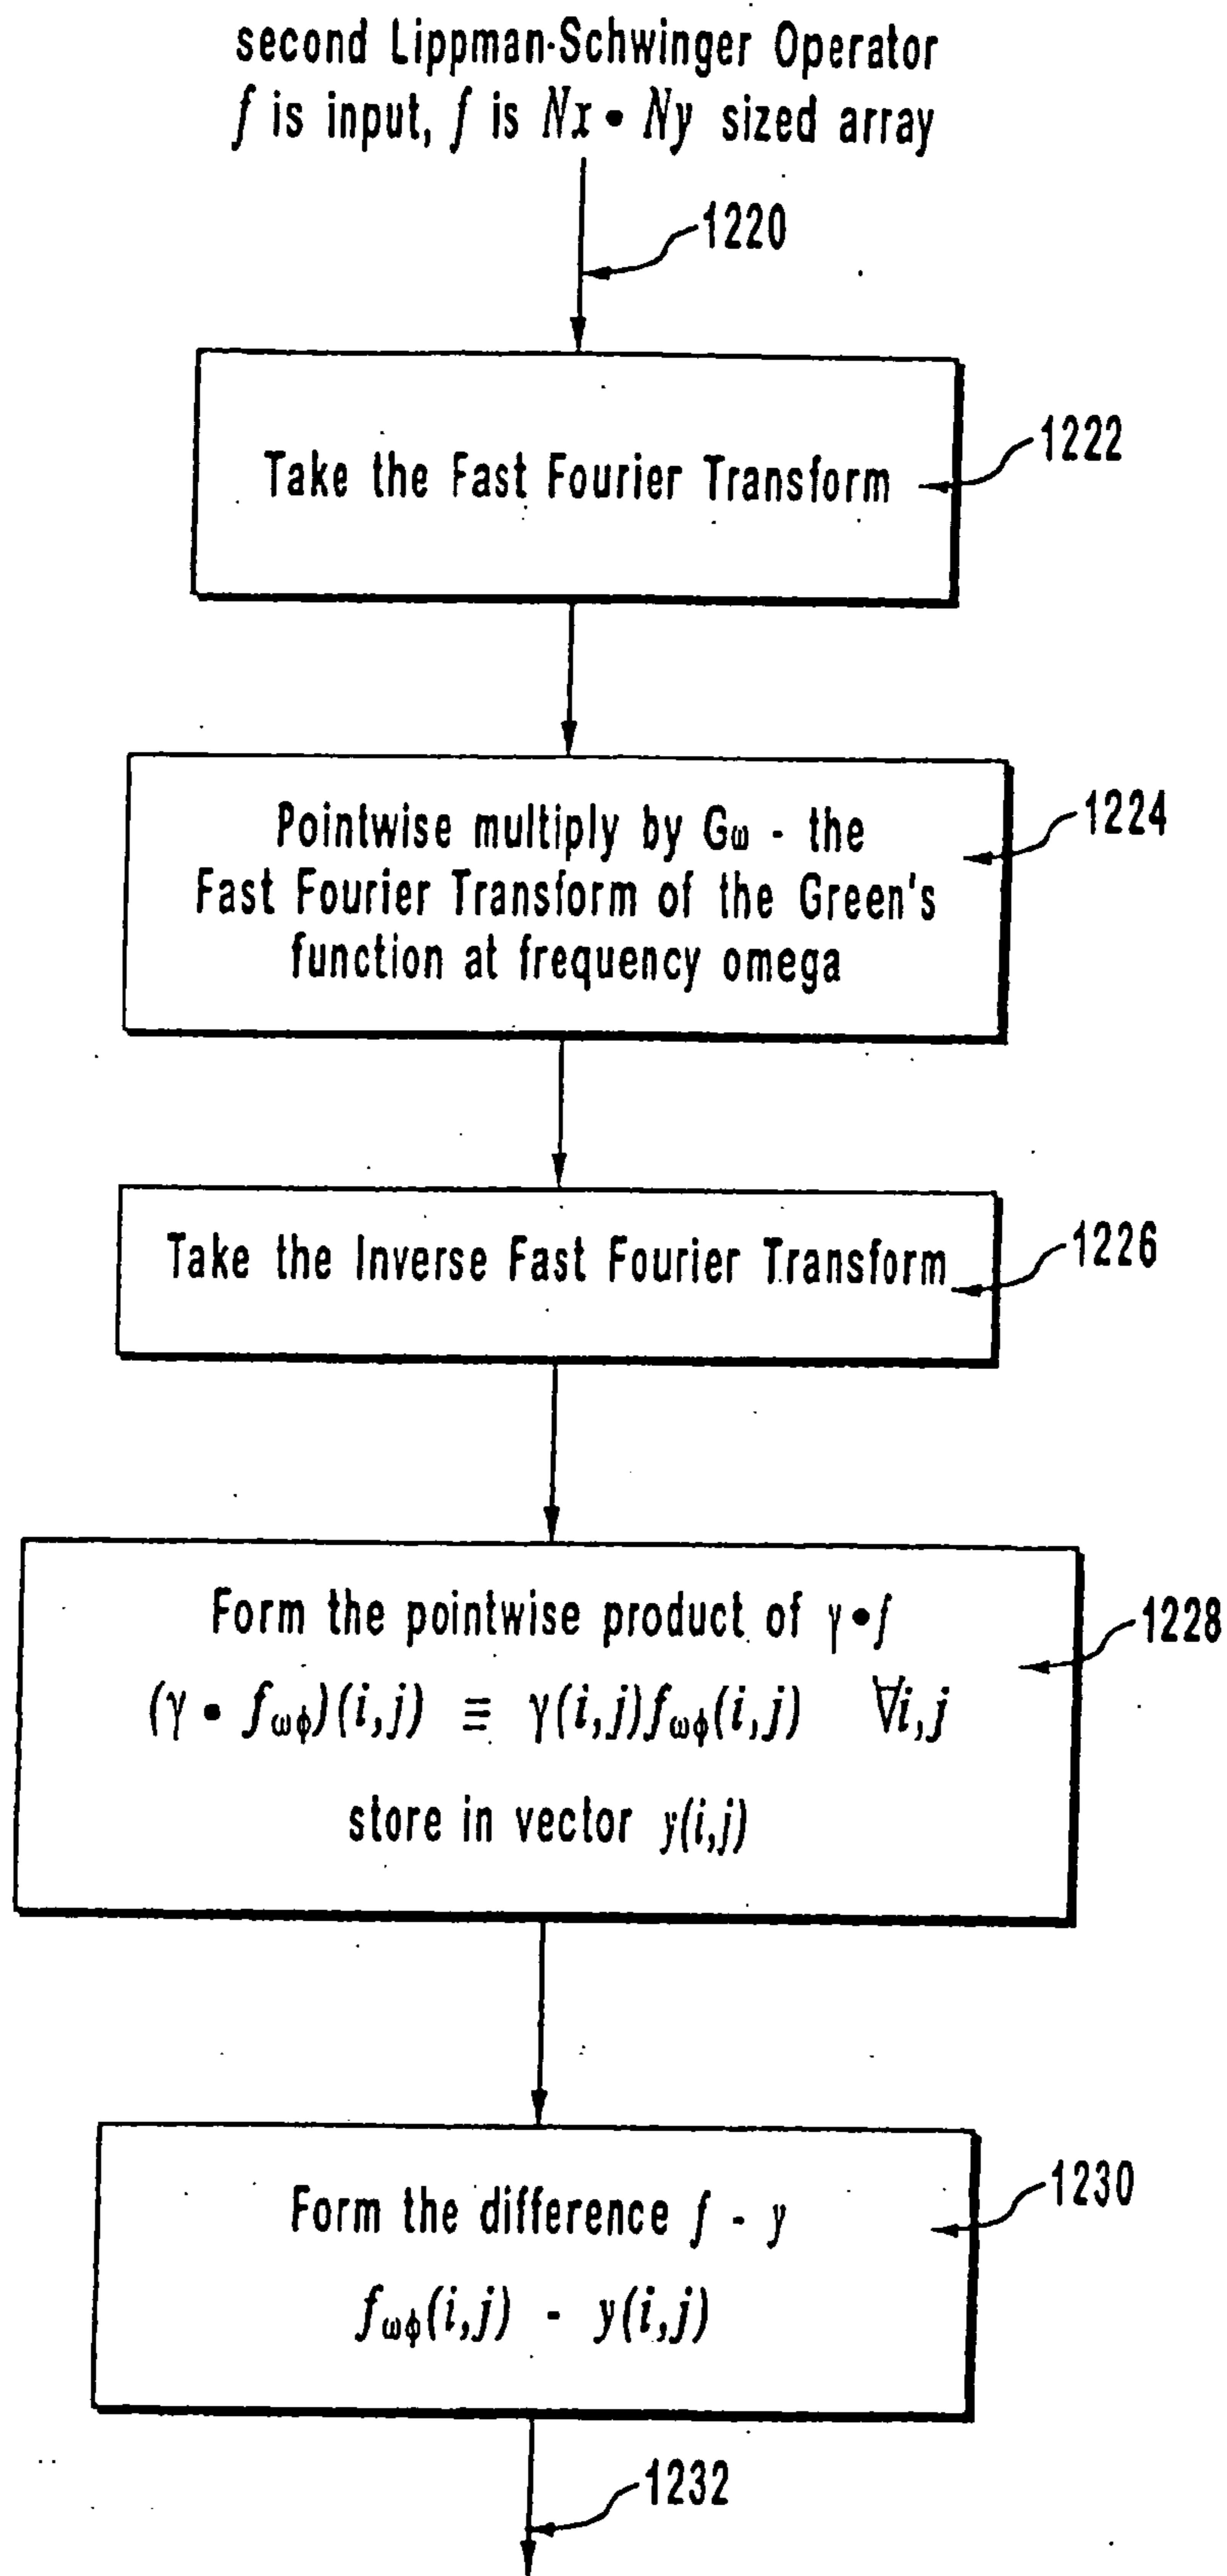 second Lippman-Schwinger Operator
f is input, f is Nx • Ny sized array
1220
Take the Fast Fourier Transform
1222
Pointwise multiply by Gω - the
Fast Fourier Transform of the Green's
function at frequency omega
1224
Take the Inverse Fast Fourier Transform
1226
Form the pointwise product of γ•f
(γ • fωϕ)(i,j) ≡ γ(i,j)fωϕ(i,j) ∀i,j
store in vector y(i,j)
1228
Form the difference f - y
fωϕ(i,j) - y(i,j)
1230
1232